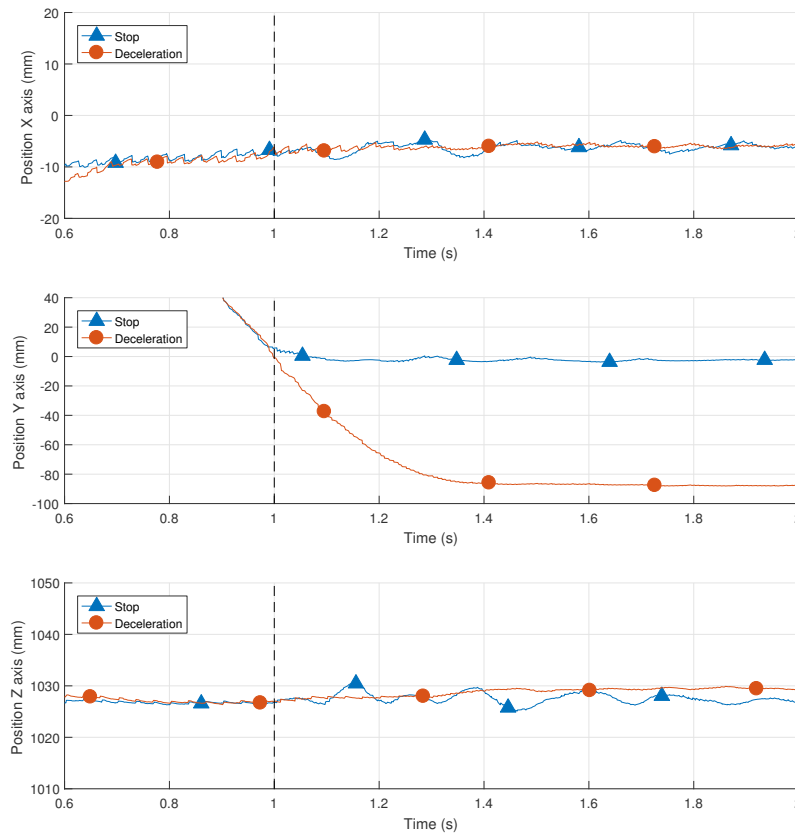 20
10
0
-10
-20
Position X axis (mm)
Stop
Deceleration
0.6 0.8 1 1.2 1.4 1.6 1.8 2
Time (s)
40
20
0
-20
-40
-60
-80
-100
Position Y axis (mm)
Stop
Deceleration
0.6 0.8 1 1.2 1.4 1.6 1.8
Time (s)
1050
1040
1030
1020
1010
Position Z axis (mm)
Stop
Deceleration
0.6 0.8 1 1.2 1.4 1.6 1.8
Time (s)